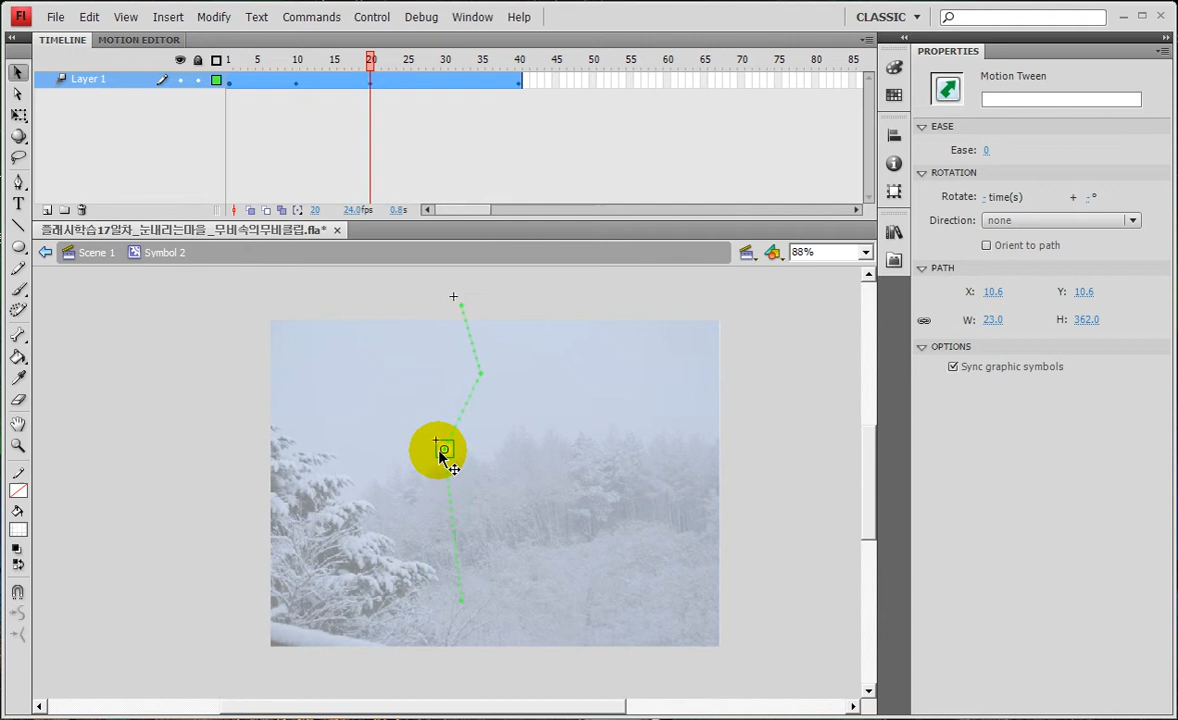 Fl File Edit View Insert Modify Text Commands Control Debug Window Help CLASSIC
TIMELINE MOTION EDITOR
1 5 10 15 20 25 30 35 40 45 50 55 60 65 70 75 80 85
Layer 1
20 24.0fps 0.8s
플래시학습17일차_눈내리는마을_무비속의무비클립.fla*
Scene 1 Symbol 2 88%
PROPERTIES
Motion Tween
EASE
Ease: 0
ROTATION
Rotate: - time(s) + -°
Direction: none
Orient to path
PATH
X: 10.6 Y: 10.6
W: 23.0 H: 362.0
OPTIONS
Sync graphic symbols